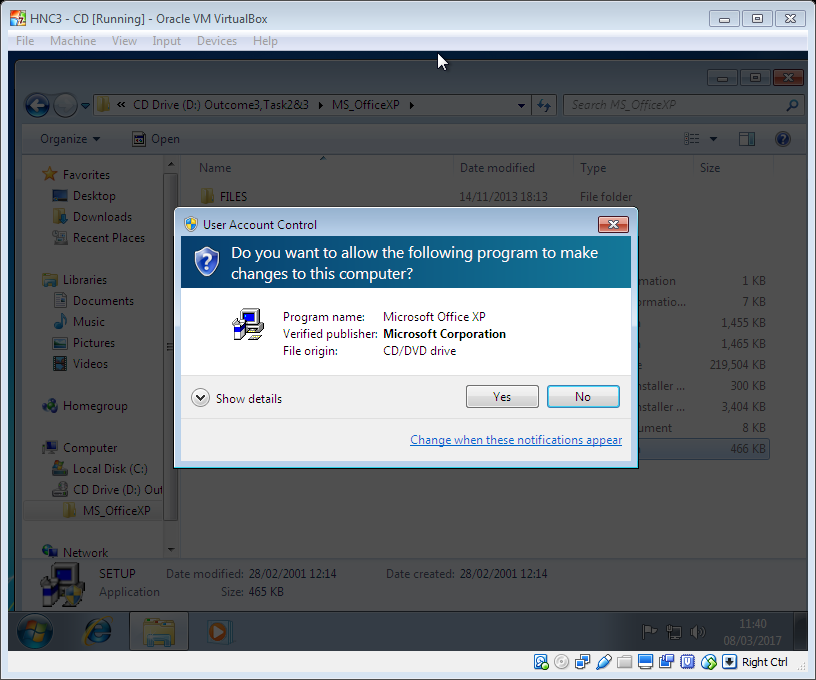 HNC3 - CD [Running] - Oracle VM VirtualBox
File Machine View Input Devices Help
« CD Drive (D:) Outcome3,Task2&3 MS_OfficeXP
Search MS_OfficeXP
Organize Open
Name Date modified Type Size
Favorites
Desktop
Downloads
Recent Places
Libraries
Documents
Music
Pictures
Videos
Homegroup
Computer
Local Disk (C:)
CD Drive (D:) Out
MS_OfficeXP
Network
FILES 14/11/2013 18:13 File folder
mation 1 KB
ormatio... 7 KB
1,455 KB
1,465 KB
219,504 KB
nstaller ... 300 KB
nstaller ... 3,404 KB
ument 8 KB
466 KB
User Account Control
Do you want to allow the following program to make
changes to this computer?
Program name: Microsoft Office XP
Verified publisher: Microsoft Corporation
File origin: CD/DVD drive
Show details
Yes No
Change when these notifications appear
SETUP Date modified: 28/02/2001 12:14 Date created: 28/02/2001 12:14
Application Size: 465 KB
11:40
08/03/2017
Right Ctrl